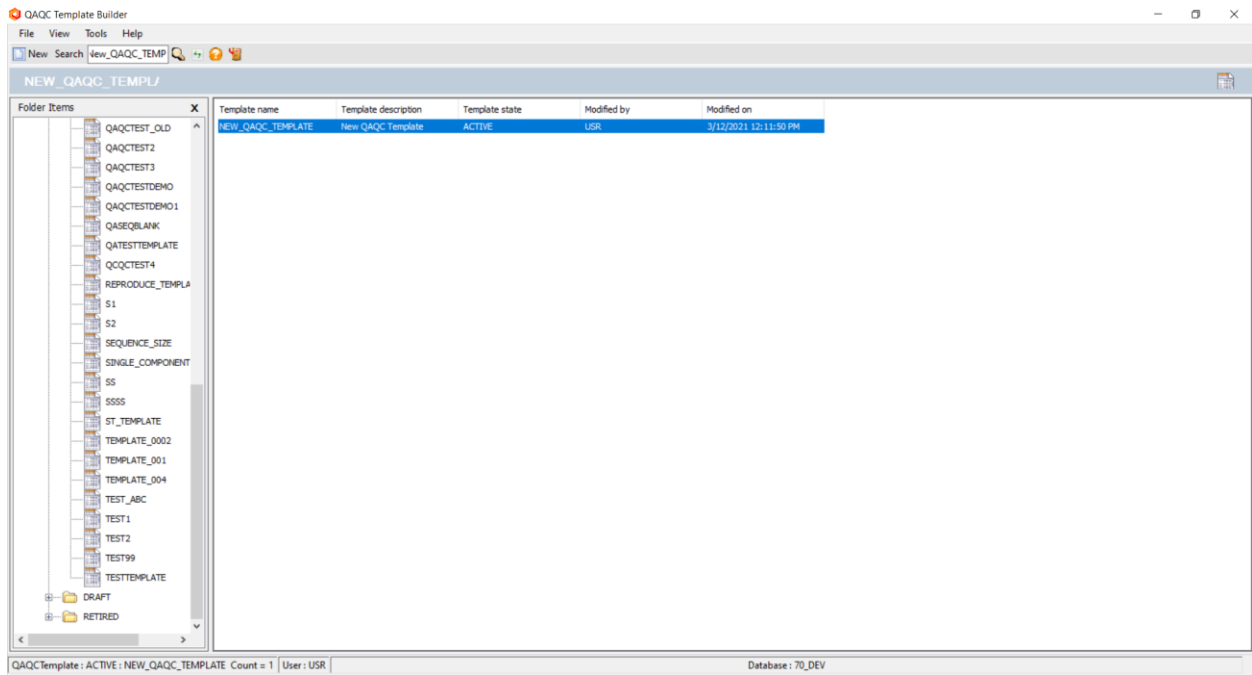 QAQC Template Builder
File View Tools Help
New Search New_QAQC_TEMP
NEW_QAQC_TEMPL/
Folder Items X
Template name Template description Template state Modified by Modified on
NEW_QAQC_TEMPLATE New QAQC Template ACTIVE USR 3/12/2021 12:11:50 PM
QAQCTEST_OLD
QAQCTEST2
QAQCTEST3
QAQCTESTDEMO
QAQCTESTDEMO1
QASEQBLANK
QATESTTEMPLATE
QCQCTEST4
REPRODUCE_TEMPLA
S1
S2
SEQUENCE_SIZE
SINGLE_COMPONENT
SS
SSSS
ST_TEMPLATE
TEMPLATE_0002
TEMPLATE_001
TEMPLATE_004
TEST_ABC
TEST1
TEST2
TEST99
TESTTEMPLATE
DRAFT
RETIRED
QAQCTemplate : ACTIVE : NEW_QAQC_TEMPLATE Count = 1 User : USR Database : 70_DEV